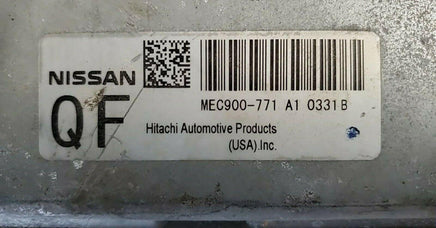 NISSAN
QF
MEC900-771 A1 0331B
Hitachi Automotive Products
(USA).Inc.